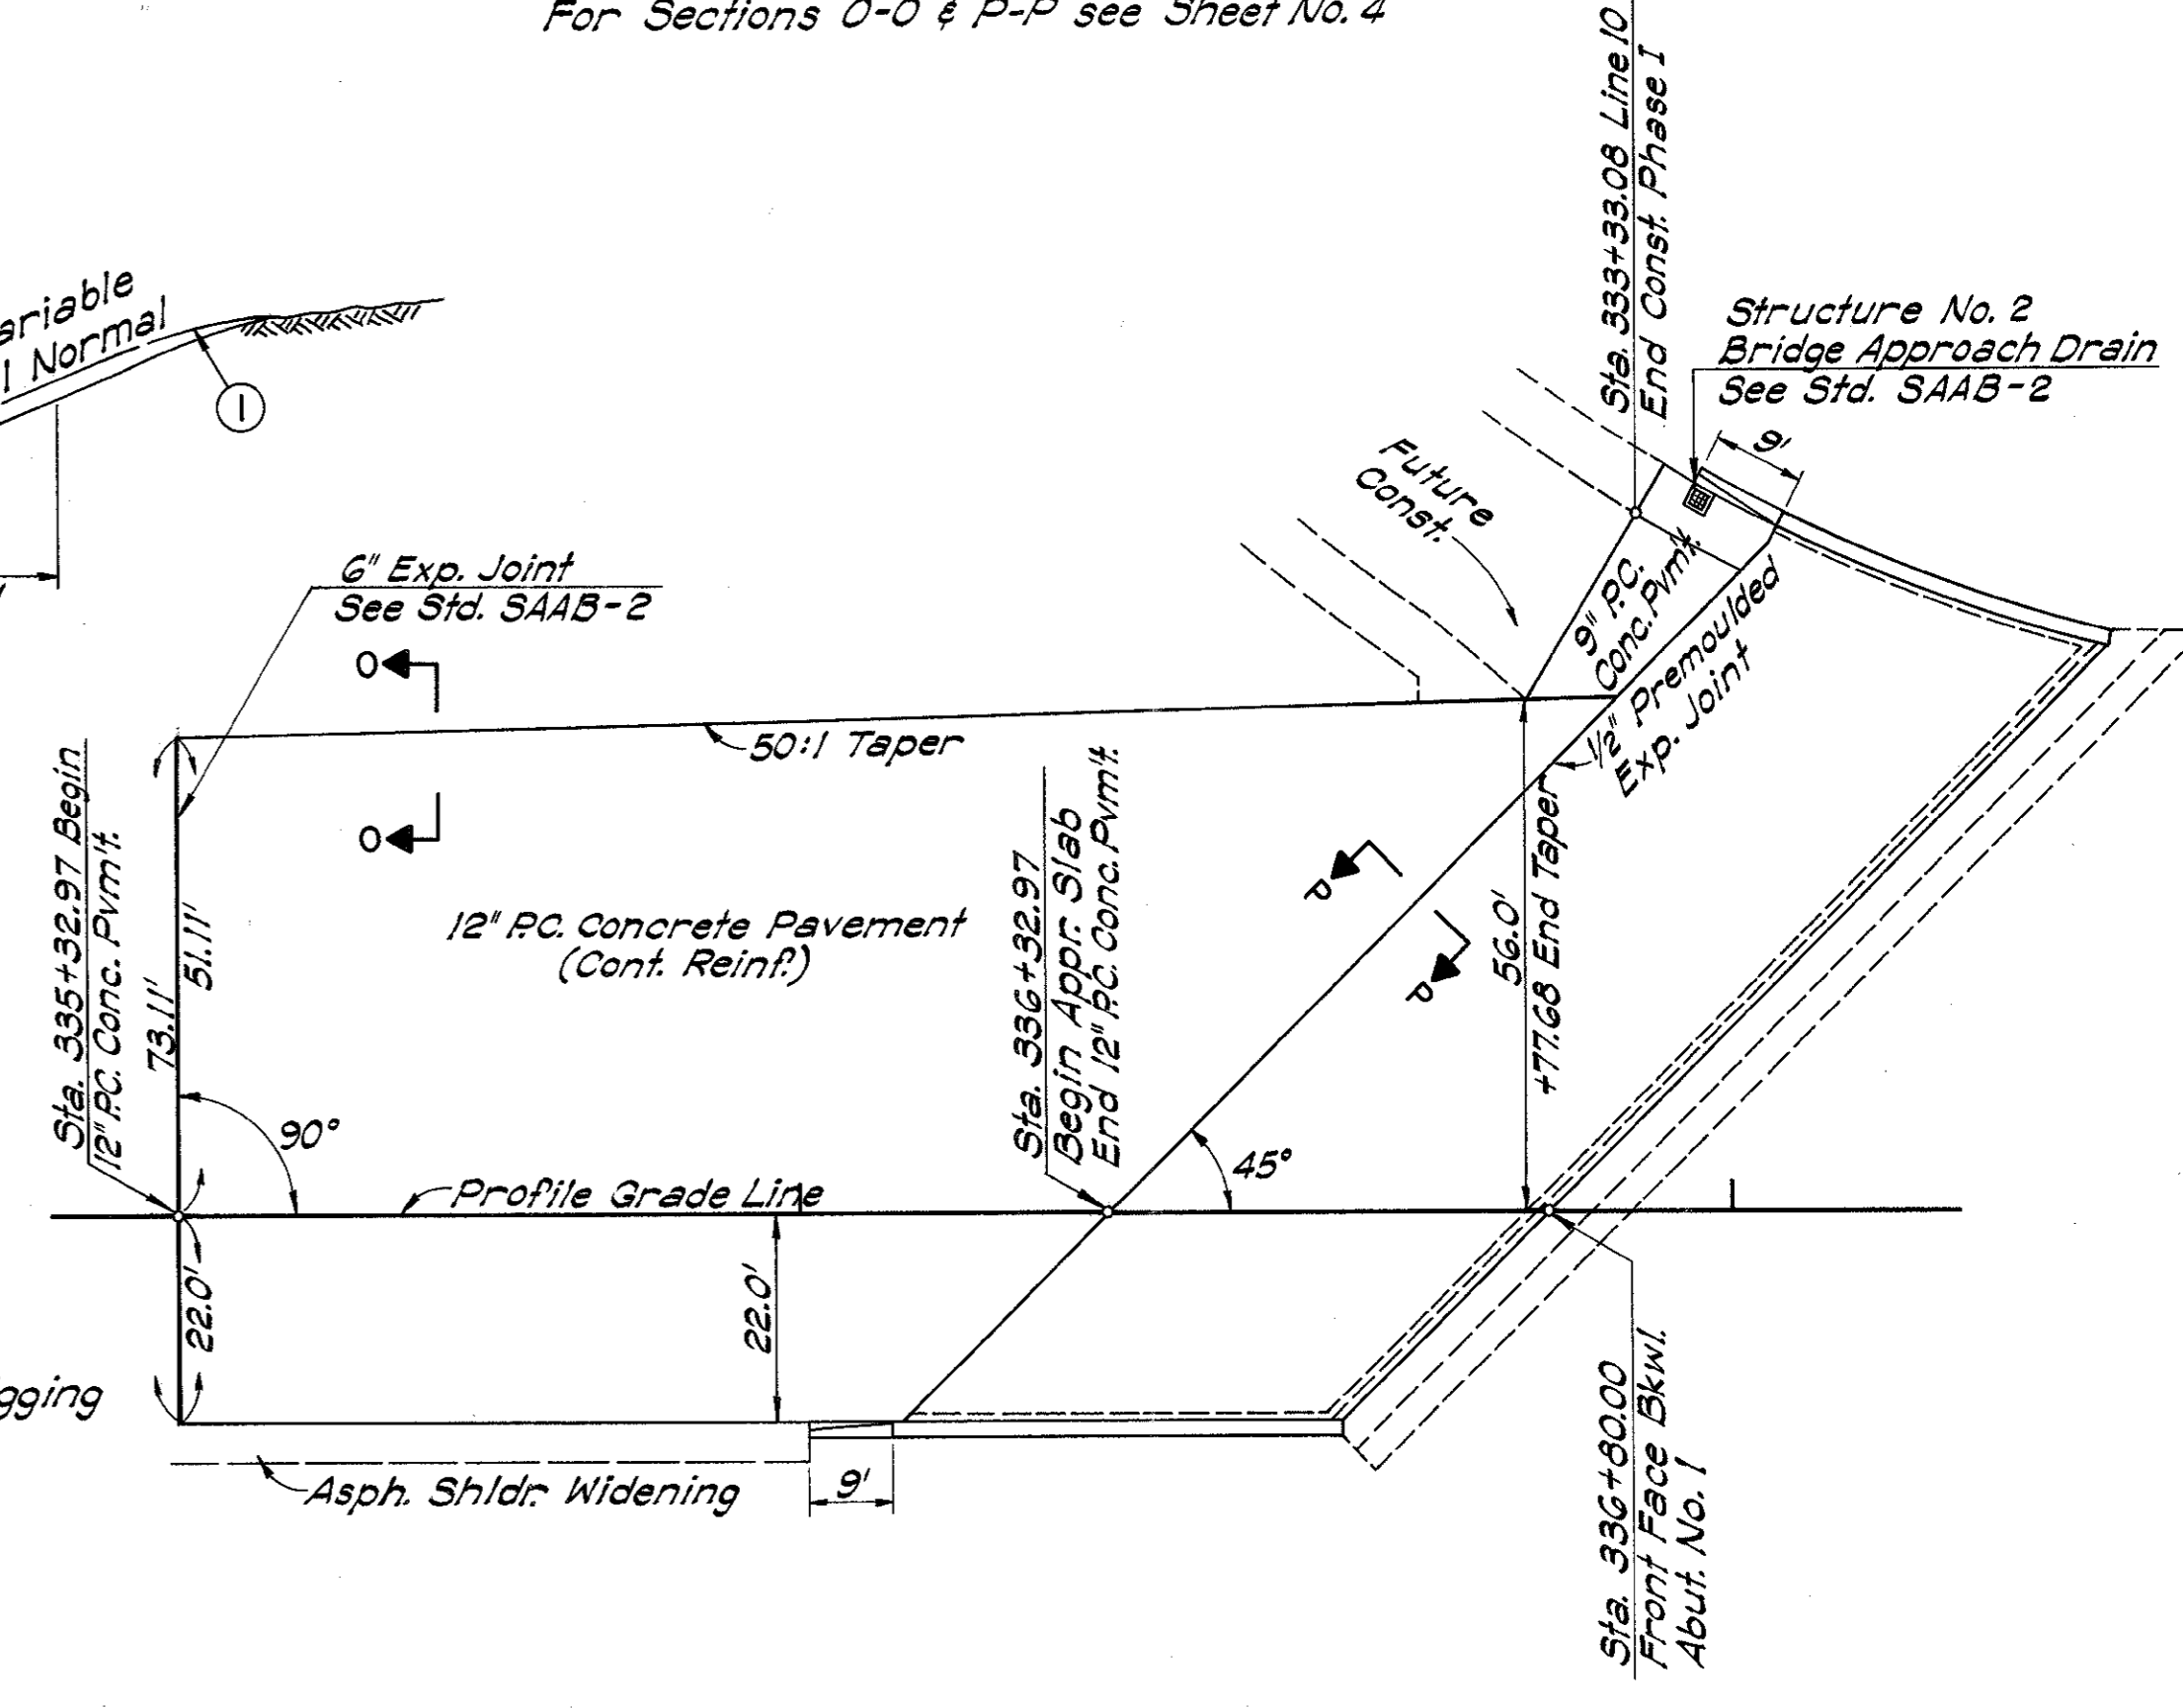 For Sections O-O & P-P see Sheet No. 4
Sta. 333+33.08 Line 10
End Const. Phase I
Structure No. 2
Bridge Approach Drain
See Std. SAAB-2
9'
Normal
1
Future
Const.
6" Exp. Joint
See Std. SAAB-2
O
O
50:1 Taper
9" P.C.
Conc. Pvm't.
1/2" Premoulded
Exp. Joint
Sta. 335+32.97 Begin
12" P.C. Conc. Pvm't.
73.11'
51.11'
12" P.C. Concrete Pavement
(Cont. Reinf.)
Sta. 336+32.97
Begin Appr. Slab
End 12" P.C. Conc. Pvm't.
P
P
56.0'
+77.68 End Taper
90°
45°
Profile Grade Line
22.0'
22.0'
Asph. Shldr. Widening
9'
Sta. 336+80.00
Front Face Bkwl.
Abut. No. 1